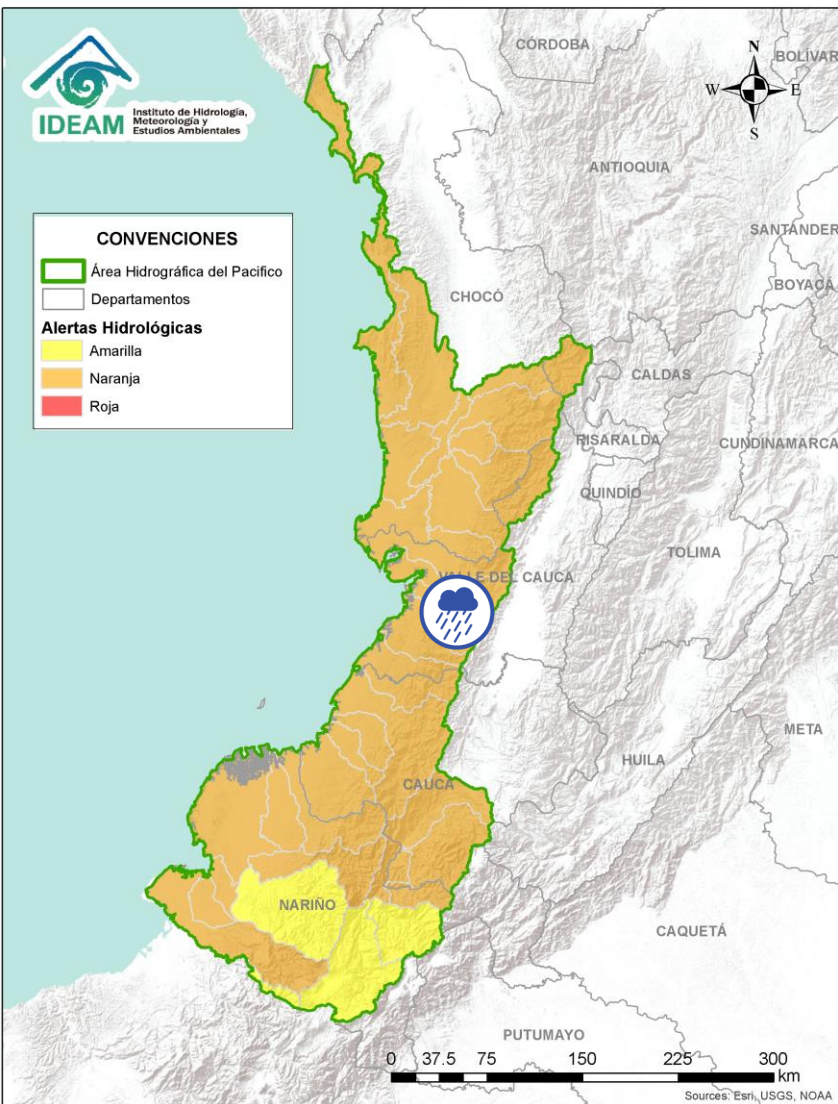 IDEAM
Instituto de Hidrología,
Meteorología y
Estudios Ambientales
CÓRDOBA
BOLÍVAR
N
W
E
S
ANTIOQUIA
SANTANDER
BOYACÁ
CONVENCIONES
Área Hidrográfica del Pacifico
Departamentos
Alertas Hidrológicas
Amarilla
Naranja
Roja
CHOCÓ
CALDAS
RISARALDA
CUNDINAMARCA
QUINDÍO
TOLIMA
VALLE DEL CAUCA
META
HUILA
CAUCA
NARIÑO
CAQUETÁ
PUTUMAYO
0 37.5 75 150 225 300
km
Sources: Esri, USGS, NOAA